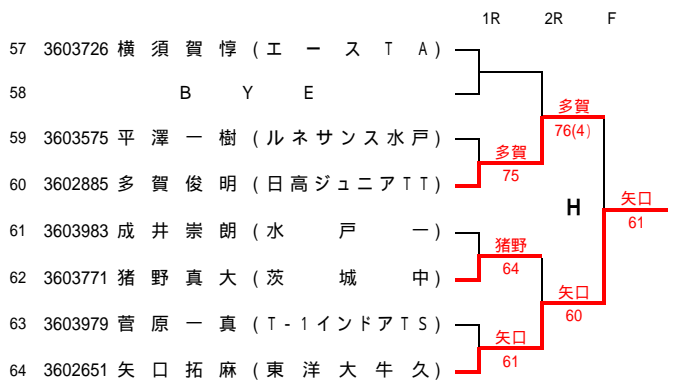 1R 2R F
57 3603726 横須賀惇(エースTA)
58 BYE
多賀
76(4)
59 3603575 平澤一樹(ルネサンス水戸)
多賀
75
60 3602885 多賀俊明(日高ジュニアTT)
H
矢口
61
61 3603983 成井崇朗(水戸一)
猪野
64
62 3603771 猪野真大(茨城中)
矢口
60
63 3603979 菅原一真(T-1インドアTS)
矢口
61
64 3602651 矢口拓麻(東洋大牛久)